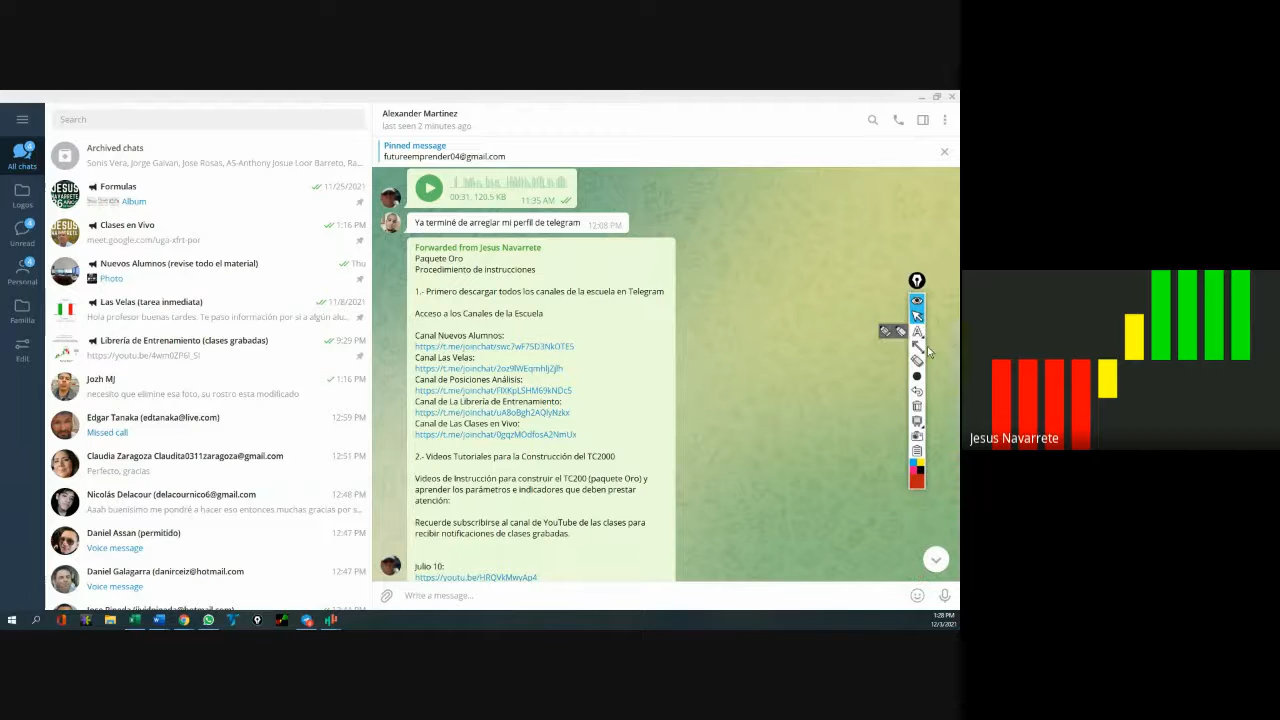 Search
Archived chats
Sonis Vera, Jorge Galvan, Jose Rosas, AS-Anthony Josue Loor Barreto, Ra...
Formulas
11/25/2021
Album
Clases en Vivo
1:16 PM
meet.google.com/uga-xfrt-por
Nuevos Alumnos (revise todo el material)
Thu
Photo
Las Velas (tarea inmediata)
11/8/2021
Hola profesor buenas tardes. Te paso información por si a algún alu...
Librería de Entrenamiento (clases grabadas)
9:29 PM
Jozh MJ
1:16 PM
necesito que elimine esa foto, su rostro esta modificado
Edgar Tanaka (edtanaka@live.com)
12:59 PM
Missed call
Claudia Zaragoza Claudita0311zaragoza@gmail.com
12:51 PM
Perfecto, gracias
Nicolás Delacour (delacournico6@gmail.com
12:48 PM
Aaah buenisimo me pondré a hacer eso entonces muchas gracias por s...
Daniel Assan (permitido)
12:47 PM
Voice message
Daniel Galagarra (danirceiz@hotmail.com
12:47 PM
Voice message
All chats
Logos
Unread
Personal
Familia
Edit
Alexander Martinez
last seen 2 minutes ago
Pinned message
futureemprender04@gmail.com
00:31, 120.5 KB
11:35 AM
Ya terminé de arreglar mi perfil de telegram
12:08 PM
Forwarded from Jesus Navarrete
Paquete Oro
Procedimiento de instrucciones
1.- Primero descargar todos los canales de la escuela en Telegram
Acceso a los Canales de la Escuela
Canal Nuevos Alumnos:
Canal Las Velas:
Canal de Posiciones Análisis:
Canal de La Librería de Entrenamiento:
Canal de Las Clases en Vivo:
2.- Videos Tutoriales para la Construcción del TC2000
Videos de Instrucción para construir el TC200 (paquete Oro) y
aprender los parámetros e indicadores que deben prestar
atención:
Recuerde subscribirse al canal de YouTube de las clases para
recibir notificaciones de clases grabadas.
Julio 10:
https://youtu.be/HRQVkMwyAp4
Write a message...
1:28 PM
12/3/2021
Jesus Navarrete